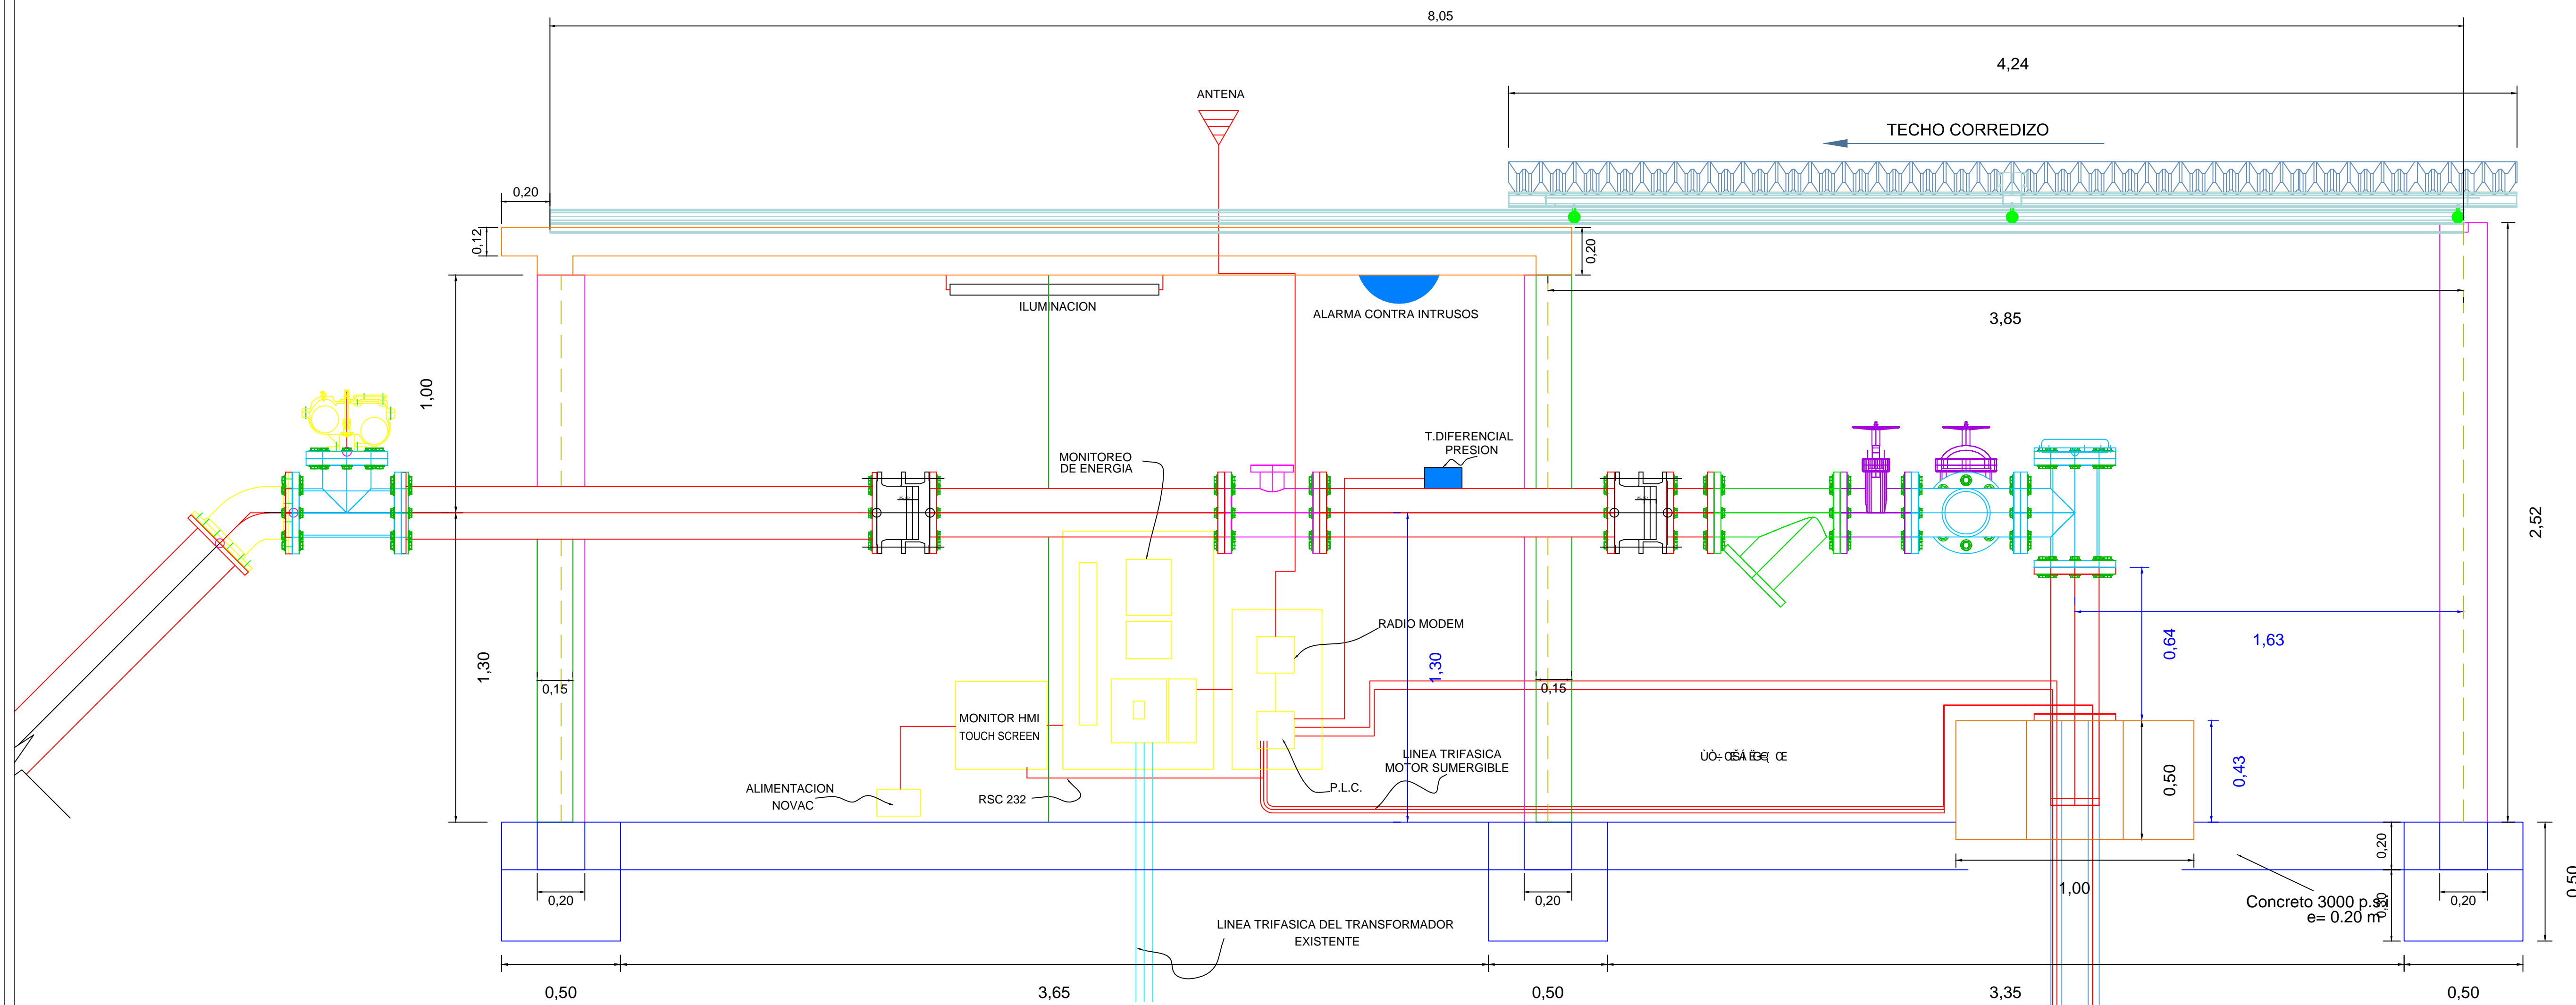 8,05
4,24
ANTENA
TECHO CORREDIZO
0,20
0,12
0,20
ILUMINACION
ALARMA CONTRA INTRUSOS
3,85
1,00
T.DIFERENCIAL
PRESION
MONITOREO
DE ENERGIA
2,52
RADIO MODEM
0,64
1,63
1,30
1,30
0,15
0,15
MONITOR HMI
TOUCH SCREEN
LINEA TRIFASICA
MOTOR SUMERGIBLE
0,50
0,43
ALIMENTACION
NOVAC
RSC 232
P.L.C.
0,20
0,50
0,20
0,20
1,00
0,20
Concreto 3000
e= 0.20 m
LINEA TRIFASICA DEL TRANSFORMADOR
EXISTENTE
0,50
3,65
0,50
3,35
0,50